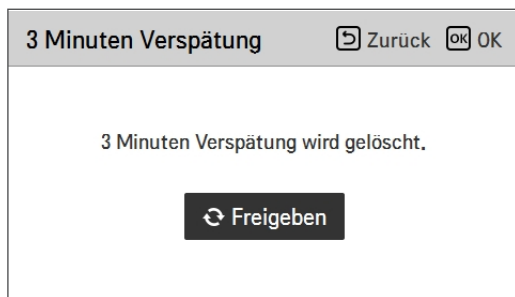 3 Minuten Verspätung Zurück OK OK
3 Minuten Verspätung wird gelöscht.
Freigeben